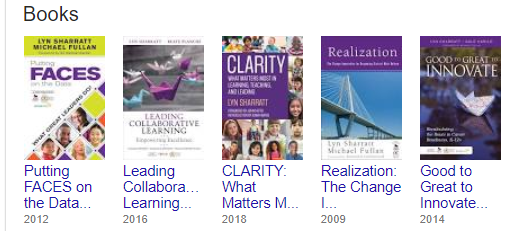 Books
LYN SHARRATT
MICHAEL FULLAN
Putting
FACES
on the Data
WHAT GREAT LEADERS DO!
LYN SHARRATT
LEADING
COLLABORATIVE
LEARNING
Empowering Excellence
CLARITY
WHAT MATTERS MOST IN
LEARNING, TEACHING,
AND LEADING
LYN SHARRATT
Realization
Lyn Sharratt
Michael Fullan
GOOD TO GREAT TO
INNOVATE
Putting
FACES on
the Data...
2012
Leading
Collabora...
Learning...
2016
CLARITY:
What
Matters M...
2018
Realization:
The Change
I...
2009
Good to
Great to
Innovate...
2014